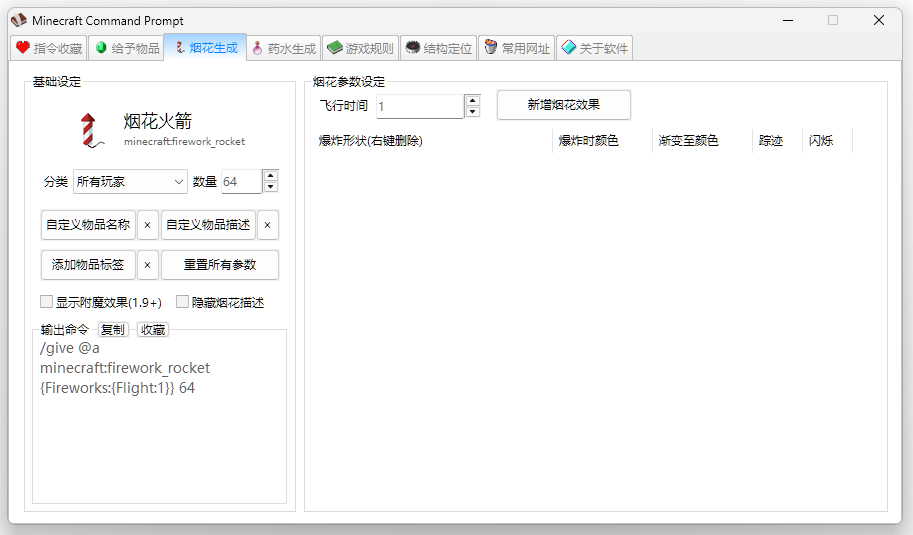 Minecraft Command Prompt
指令收藏 给予物品 烟花生成 药水生成 游戏规则 结构定位 常用网址 关于软件
基础设定
烟花火箭
minecraft:firework_rocket
分类 所有玩家 数量 64
自定义物品名称 × 自定义物品描述 ×
添加物品标签 × 重置所有参数
显示附魔效果(1.9+) 隐藏烟花描述
输出命令 复制 收藏
/give @a
minecraft:firework_rocket
{Fireworks:{Flight:1}} 64
烟花参数设定
飞行时间 1 新增烟花效果
爆炸形状(右键删除) 爆炸时颜色 渐变至颜色 踪迹 闪烁